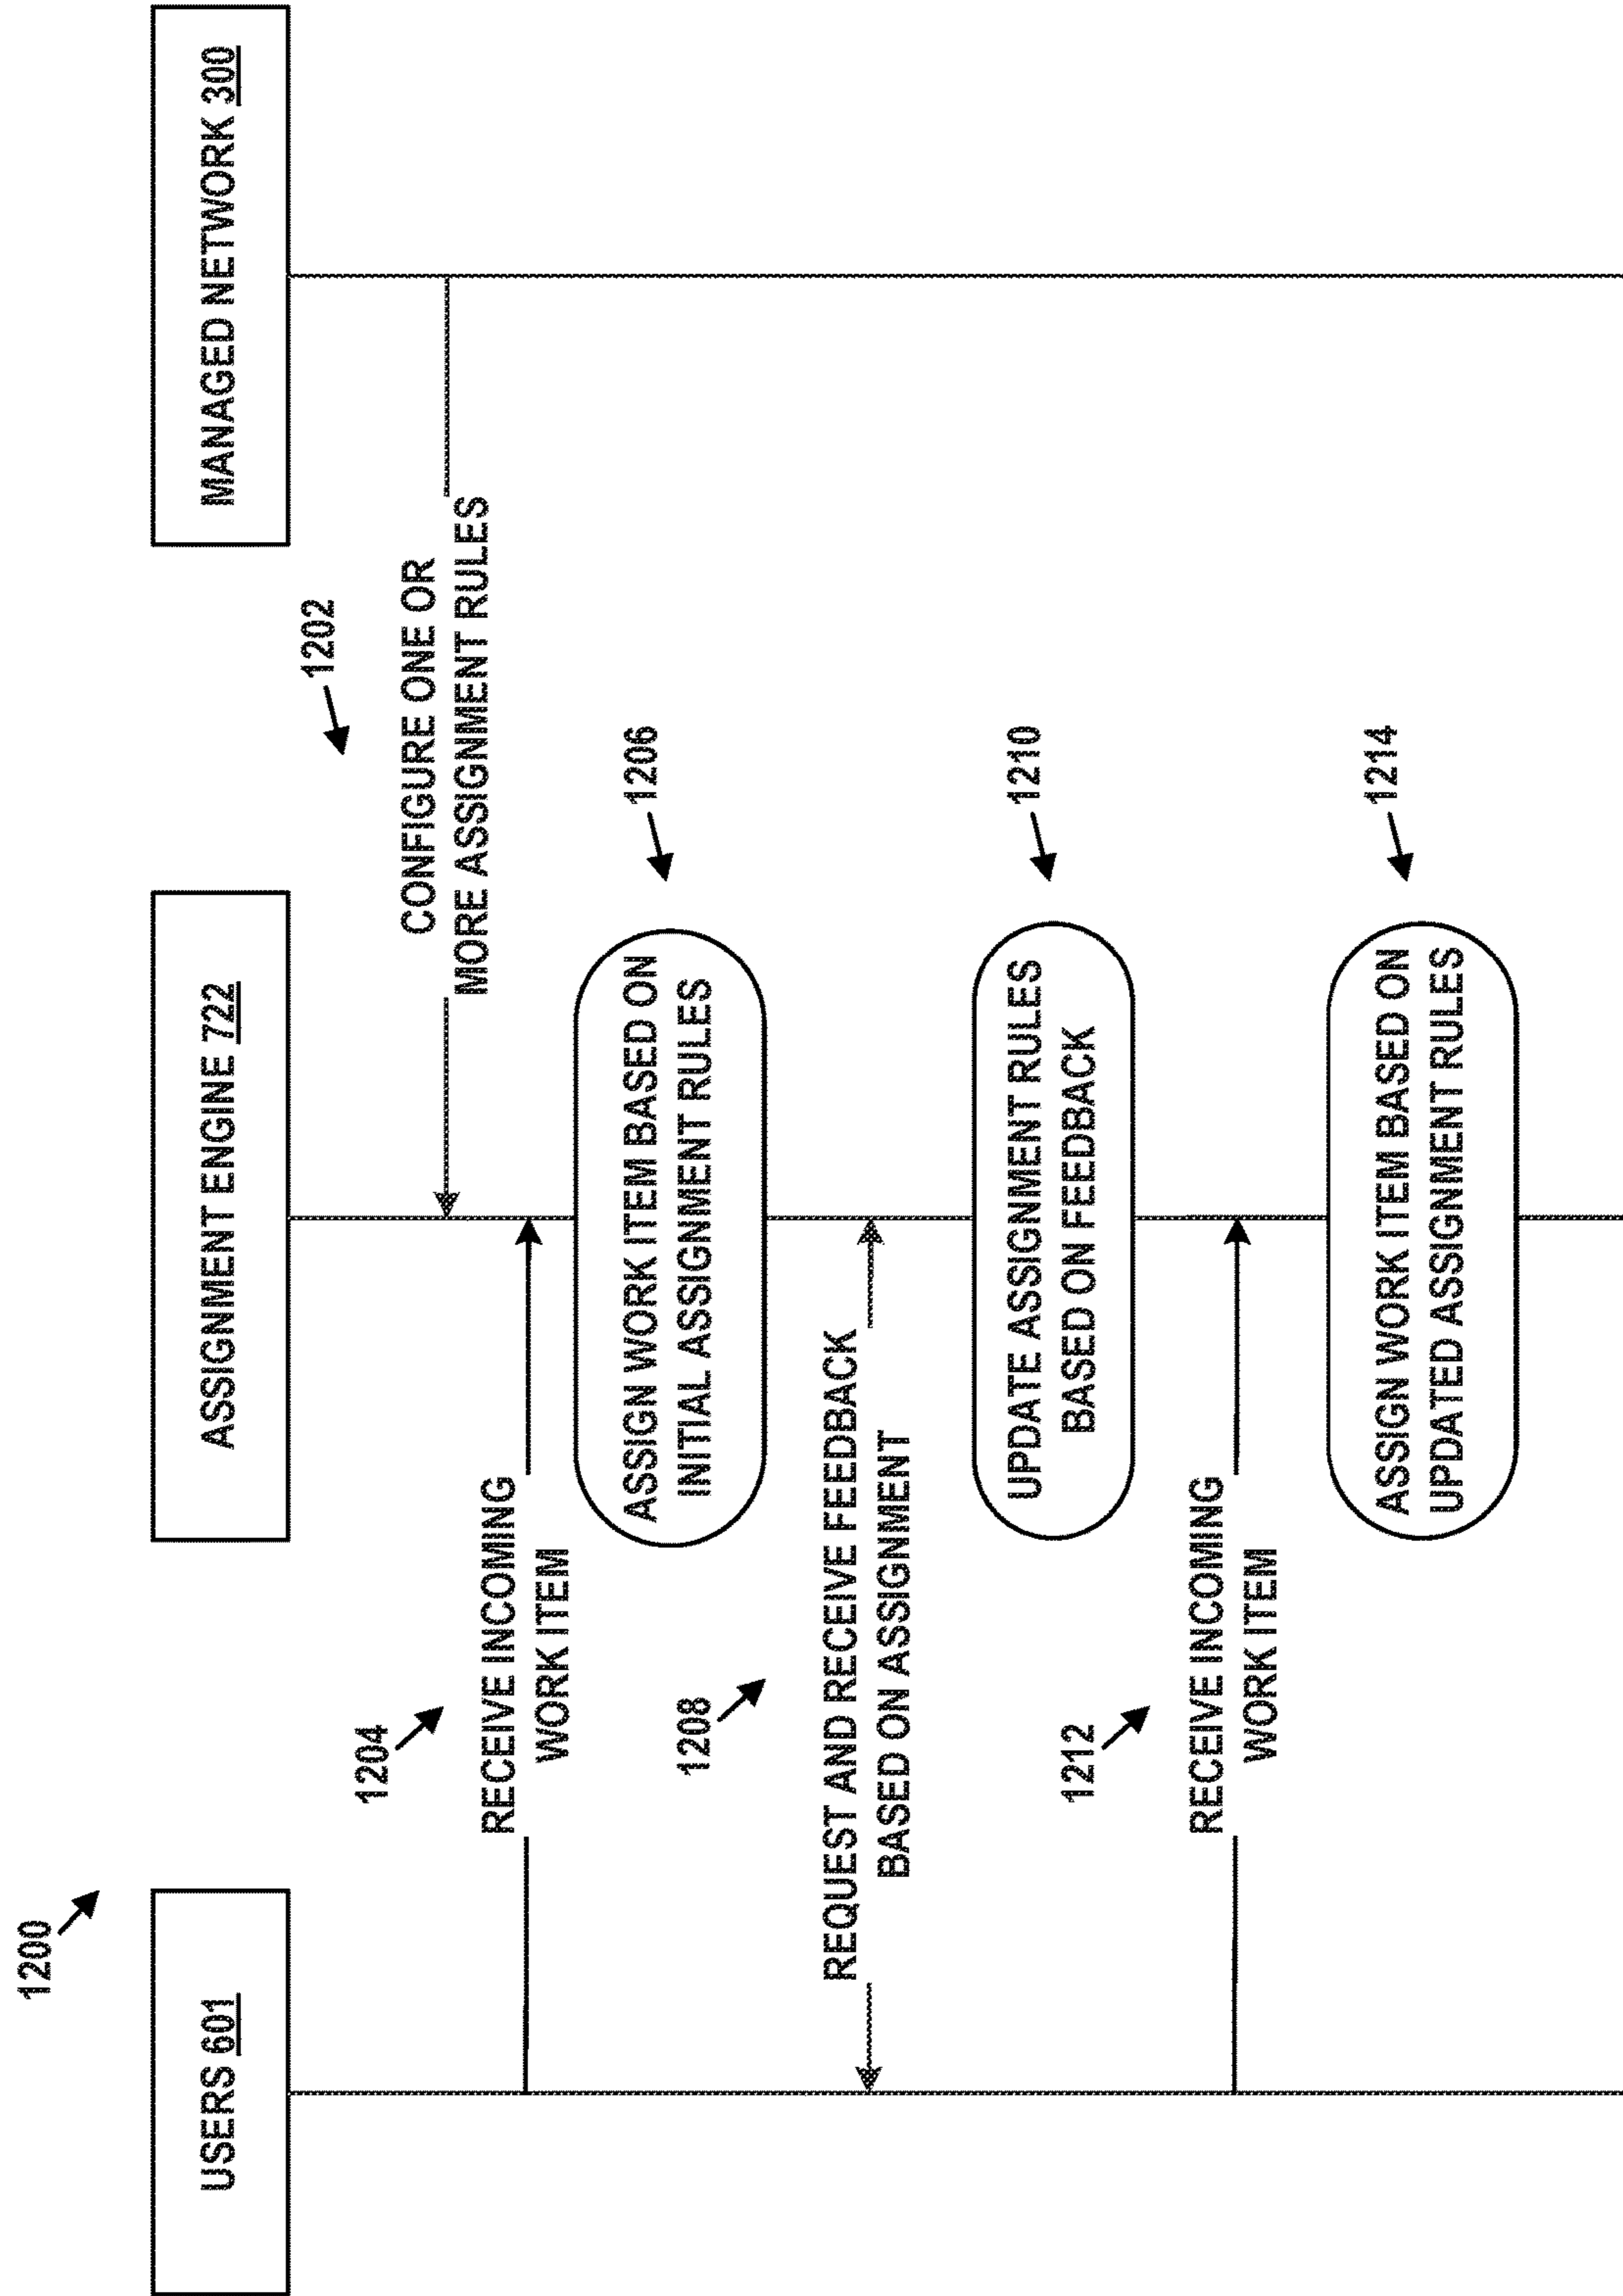 1200
USERS 601
ASSIGNMENT ENGINE 722
MANAGED NETWORK 300
1202
CONFIGURE ONE OR
MORE ASSIGNMENT RULES
1204
RECEIVE INCOMING
WORK ITEM
1206
ASSIGN WORK ITEM BASED ON
INITIAL ASSIGNMENT RULES
1208
REQUEST AND RECEIVE FEEDBACK
BASED ON ASSIGNMENT
1210
UPDATE ASSIGNMENT RULES
BASED ON FEEDBACK
1212
RECEIVE INCOMING
WORK ITEM
1214
ASSIGN WORK ITEM BASED ON
UPDATED ASSIGNMENT RULES